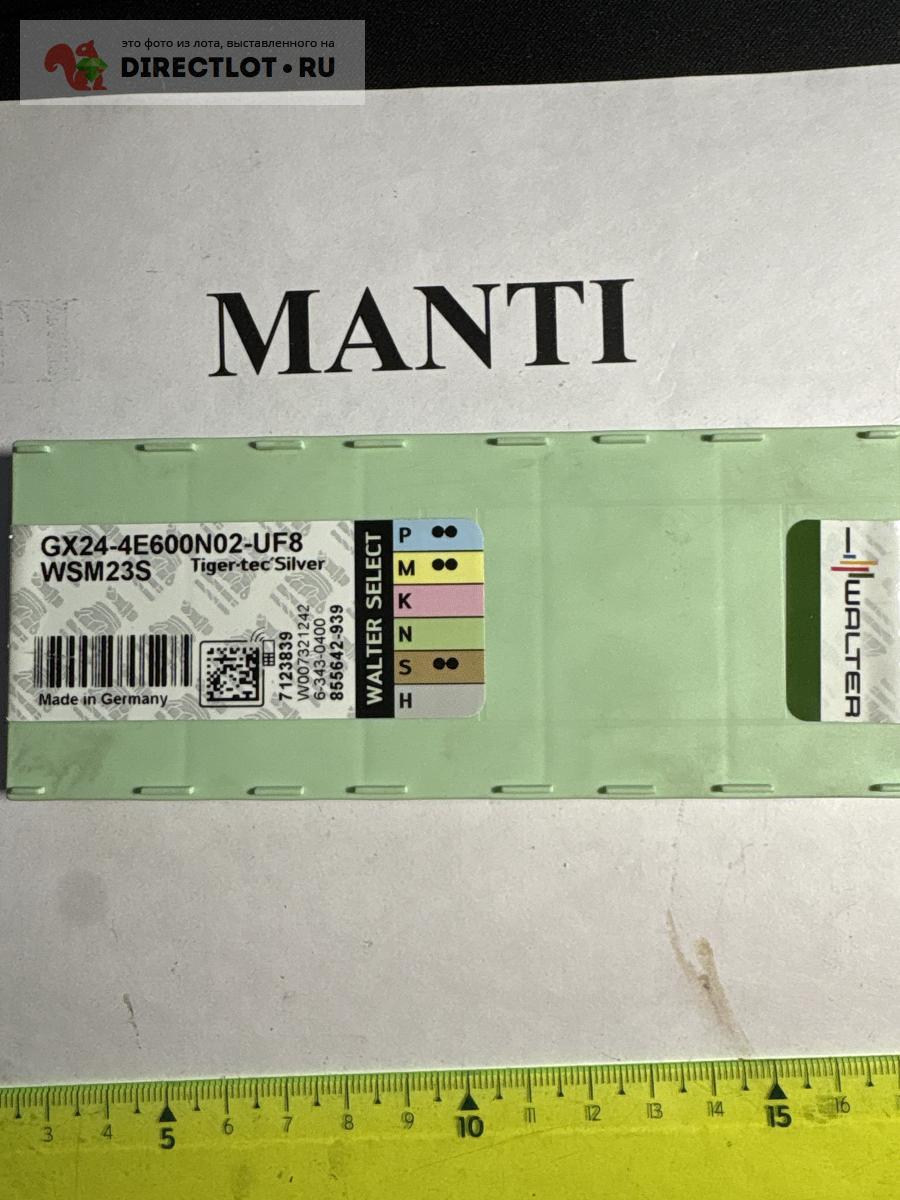 это фото из лота, выставленного на
DIRECTLOT.RU
MANTI
GX24-4E600N02-UF8
WSM23S Tiger·tec®Silver
Made in Germany
7123839
W007321242
6-343-0400
855642-939
WALTER SELECT
P
M
K
N
S
H
WALTER
3 4 5 6 7 8 9 10 11 12 13 14 15 16